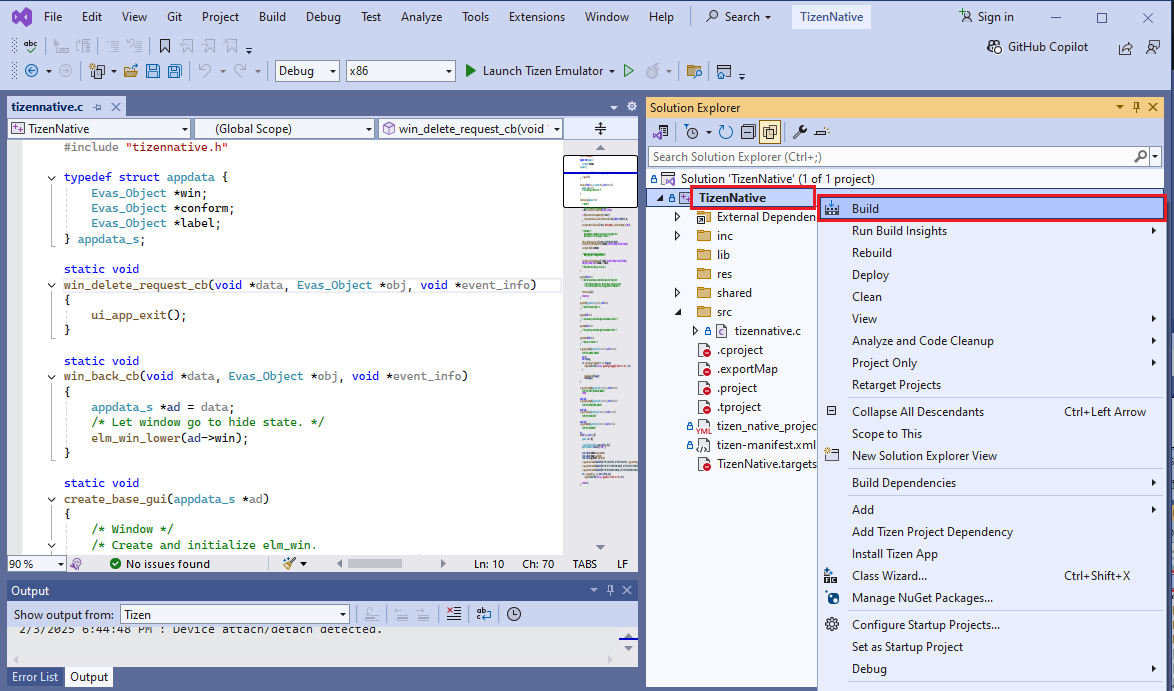 File Edit View Git Project Build Debug Test Analyze Tools Extensions Window Help Search TizenNative Sign in
abc GitHub Copilot
Debug x86 Launch Tizen Emulator
tizennative.c
TizenNative (Global Scope) win_delete_request_cb(void
#include "tizennative.h"
typedef struct appdata {
Evas_Object *win;
Evas_Object *conform;
Evas_Object *label;
} appdata_s;
static void
win_delete_request_cb(void *data, Evas_Object *obj, void *event_info)
{
ui_app_exit();
}
static void
win_back_cb(void *data, Evas_Object *obj, void *event_info)
{
appdata_s *ad = data;
/* Let window go to hide state. */
elm_win_lower(ad->win);
}
static void
create_base_gui(appdata_s *ad)
{
/* Window */
/* Create and initialize elm_win.
90 % No issues found Ln: 10 Ch: 70 TABS LF
Output
Show output from: Tizen
2/3/2025 6:44:48 PM : Device attach/detach detected.
Error List Output
Solution Explorer
Search Solution Explorer (Ctrl+;)
Solution 'TizenNative' (1 of 1 project)
TizenNative
External Dependen
inc
lib
res
shared
src
tizennative.c
.cproject
.exportMap
.project
.tproject
tizen_native_projec
tizen-manifest.xml
TizenNative.targets
Build
Run Build Insights
Rebuild
Deploy
Clean
View
Analyze and Code Cleanup
Project Only
Retarget Projects
Collapse All Descendants Ctrl+Left Arrow
Scope to This
New Solution Explorer View
Build Dependencies
Add
Add Tizen Project Dependency
Install Tizen App
Class Wizard... Ctrl+Shift+X
Manage NuGet Packages...
Configure Startup Projects...
Set as Startup Project
Debug